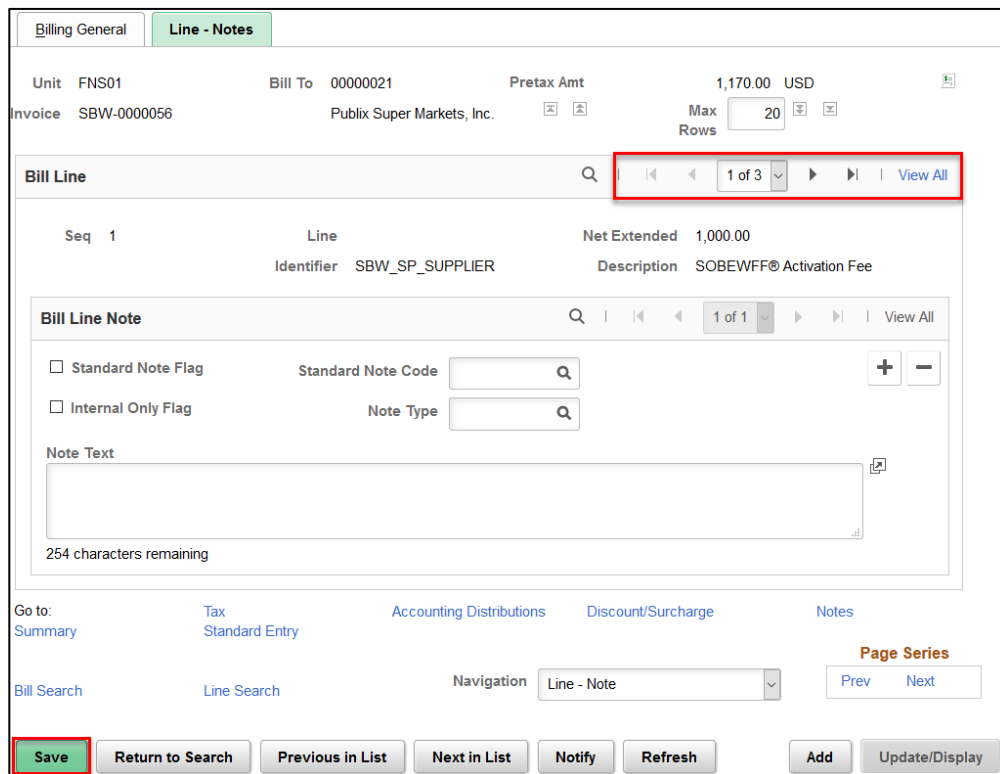 Billing General Line - Notes
Unit FNS01 Bill To 00000021 Pretax Amt 1,170.00 USD
Invoice SBW-0000056 Publix Super Markets, Inc. Max Rows 20
Bill Line 1 of 3 View All
Seq 1 Line Net Extended 1,000.00
Identifier SBW_SP_SUPPLIER Description SOBEWFF® Activation Fee
Bill Line Note 1 of 1 View All
Standard Note Flag Standard Note Code
Internal Only Flag Note Type
Note Text
254 characters remaining
Go to: Tax Accounting Distributions Discount/Surcharge Notes
Summary Standard Entry
Page Series
Bill Search Line Search Navigation Line - Note Prev Next
Save Return to Search Previous in List Next in List Notify Refresh Add Update/Display